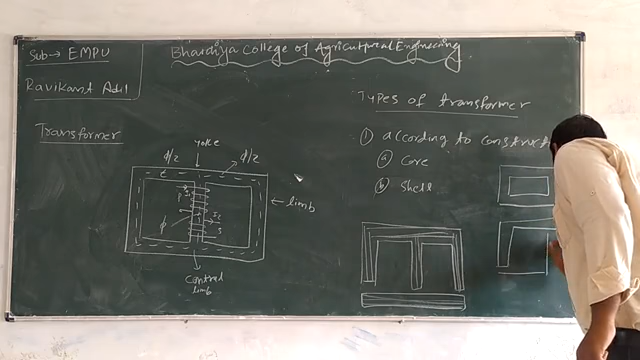 Sub → EMPU
Ravikant Adil
Bhardiya College of Agricultural Engineering
Transformer
Types of transformer
① According to construct
ⓐ Core
ⓑ Shell
yoke
φ/2
φ/2
← limb
P
S
φ
Central
limb